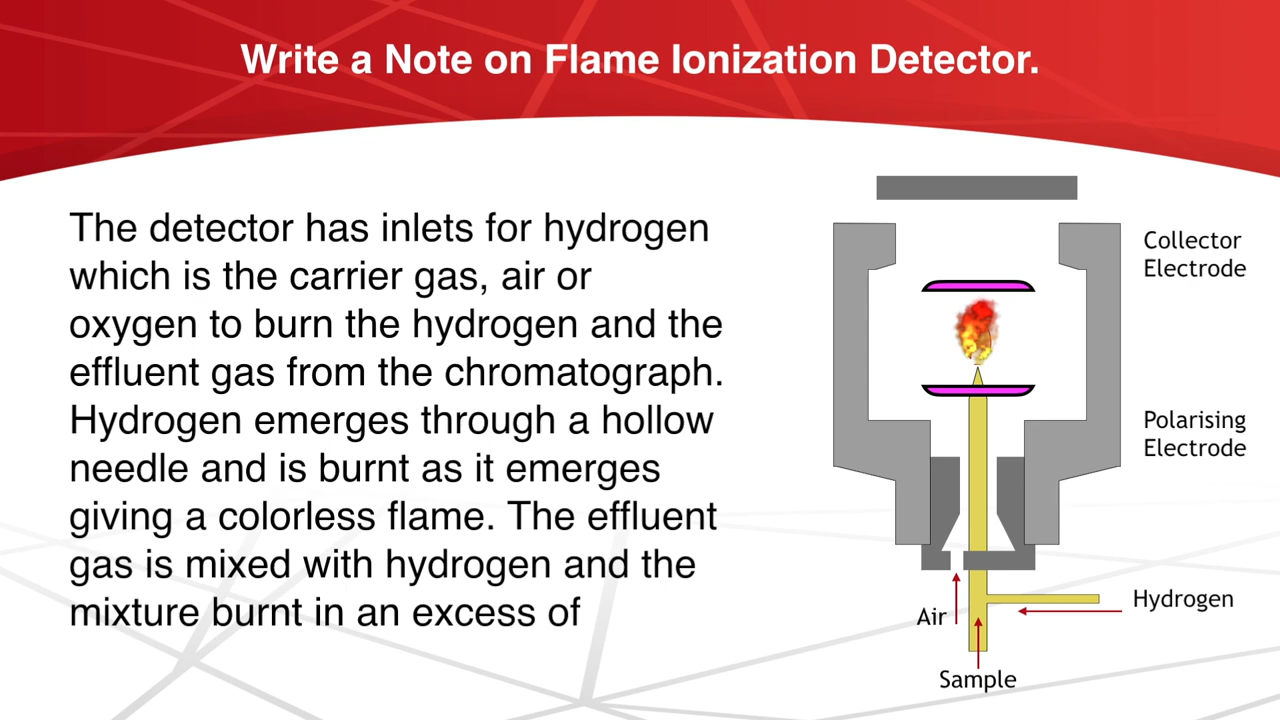 Write a Note on Flame Ionization Detector.
The detector has inlets for hydrogen
which is the carrier gas, air or
oxygen to burn the hydrogen and the
effluent gas from the chromatograph.
Hydrogen emerges through a hollow
needle and is burnt as it emerges
giving a colorless flame. The effluent
gas is mixed with hydrogen and the
mixture burnt in an excess of
Collector
Electrode
Polarising
Electrode
Hydrogen
Air
Sample